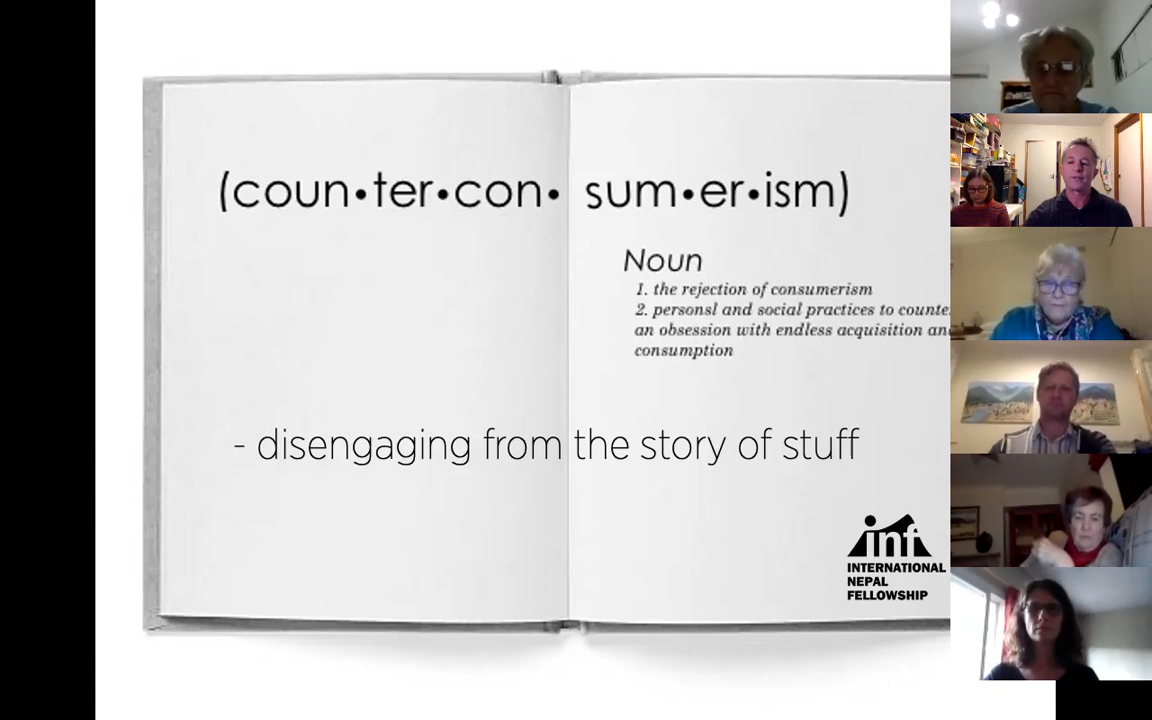 (coun•ter•con• sum•er•ism)
Noun
1. the rejection of consumerism
2. personsl and social practices to counte
an obsession with endless acquisition an
consumption
- disengaging from the story of stuff
inf
INTERNATIONAL
NEPAL
FELLOWSHIP